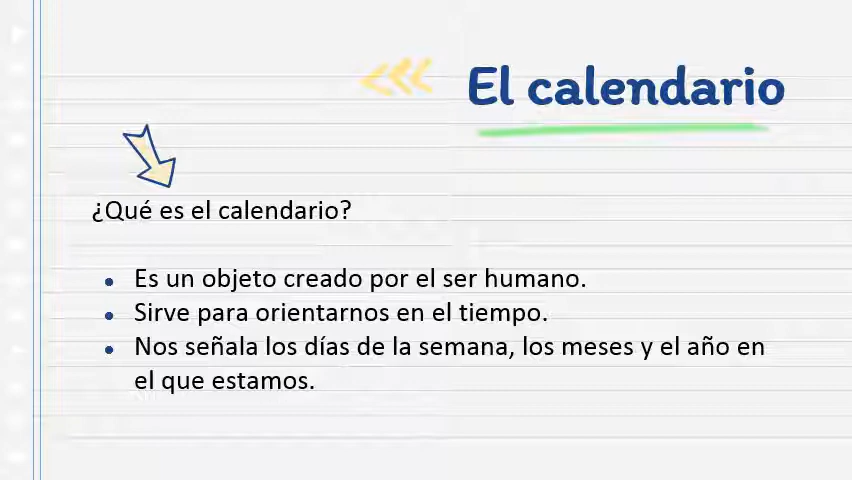 El calendario
¿Qué es el calendario?
Es un objeto creado por el ser humano.
Sirve para orientarnos en el tiempo.
Nos señala los días de la semana, los meses y el año en
el que estamos.